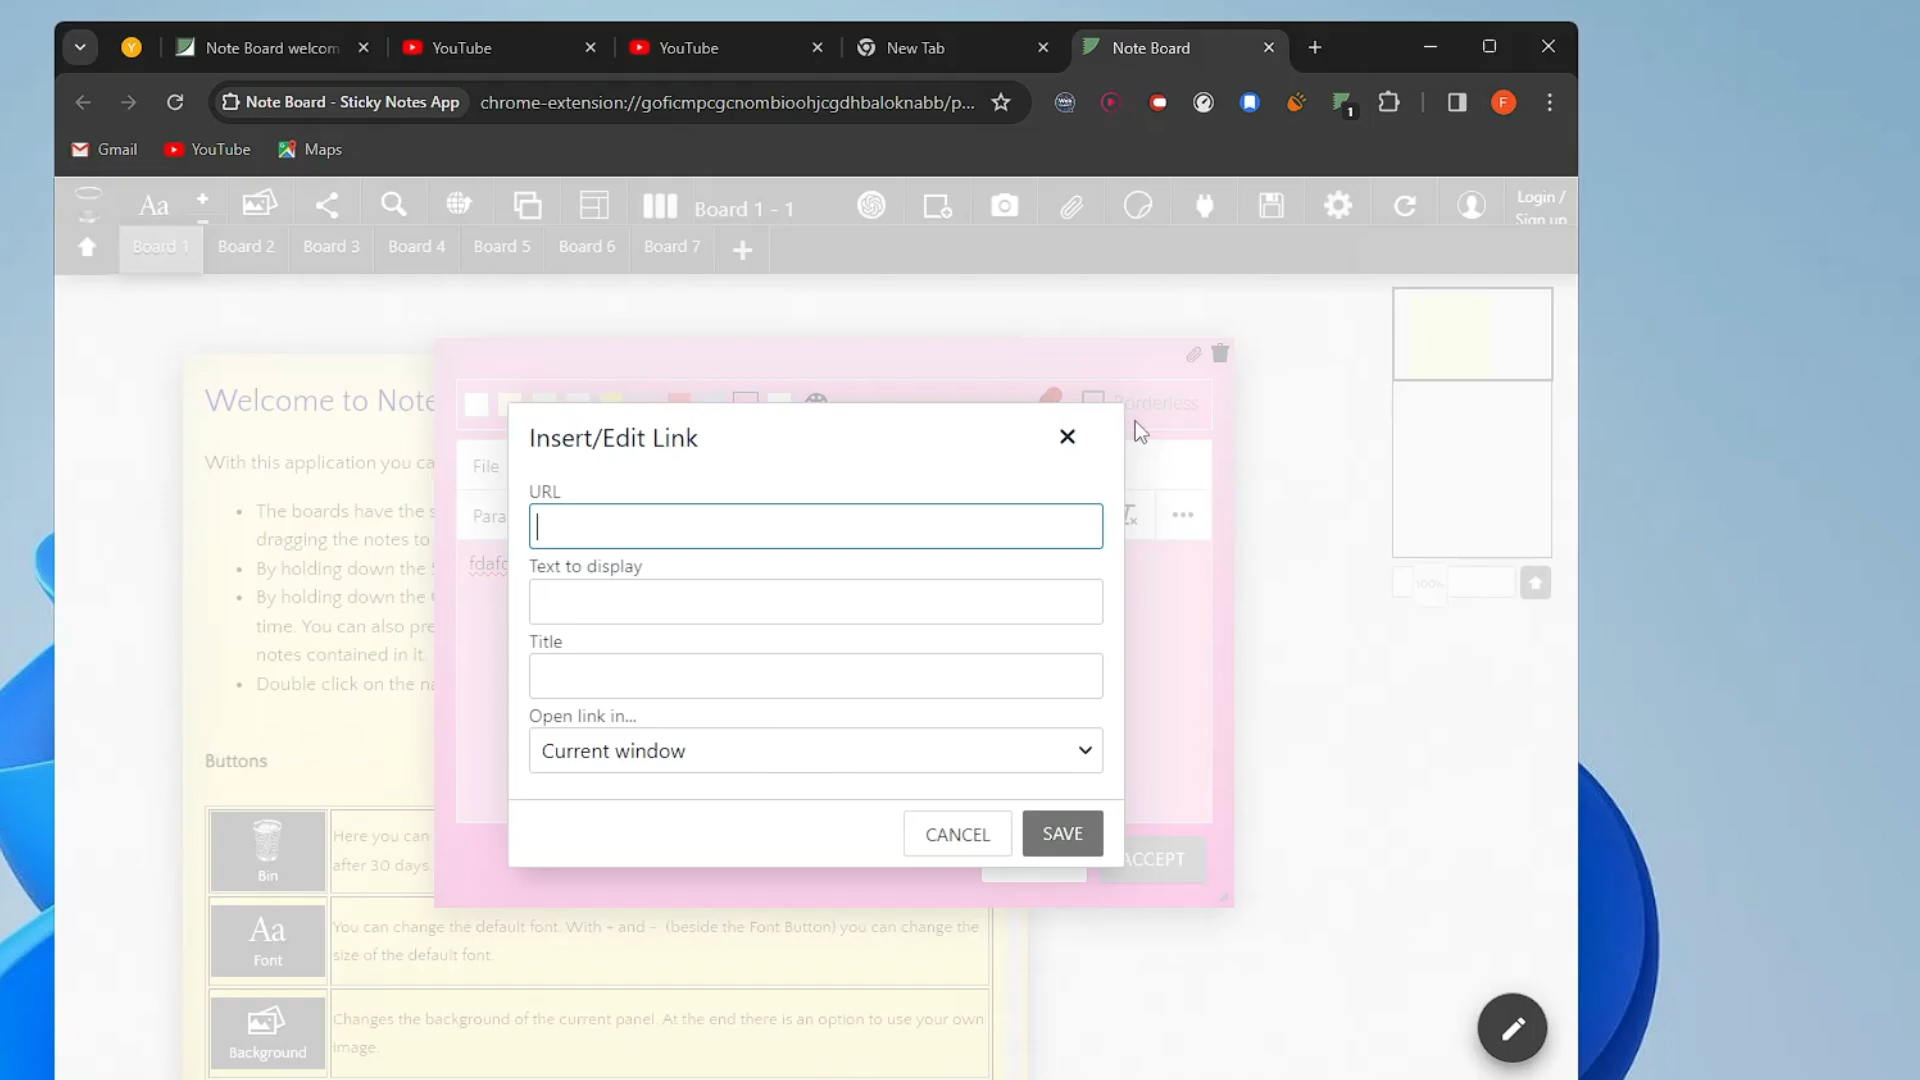 Note Board welcom
YouTube
YouTube
New Tab
Note Board
Note Board - Sticky Notes App
chrome-extension://goficmpcgcnombioohjcgdhbaloknabb/p...
1
F
Gmail
YouTube
Maps
Aa
Board 1 - 1
Login /
Sign up
Board 1
Board 2
Board 3
Board 4
Board 5
Board 6
Board 7
Borderless
Welcome to Note
With this application you ca
The boards have the s
dragging the notes to
By holding down the S
By holding down the
time. You can also pre
notes contained in it.
Double click on the na
Buttons
File
Para
fdafd
Insert/Edit Link
URL
Text to display
Title
Open link in...
Current window
CANCEL
SAVE
ACCEPT
100%
Bin
Here you can
after 30 days.
Aa
Font
You can change the default font. With + and - (beside the Font Button) you can change the
size of the default font.
Background
Changes the background of the current panel. At the end there is an option to use your own
image.